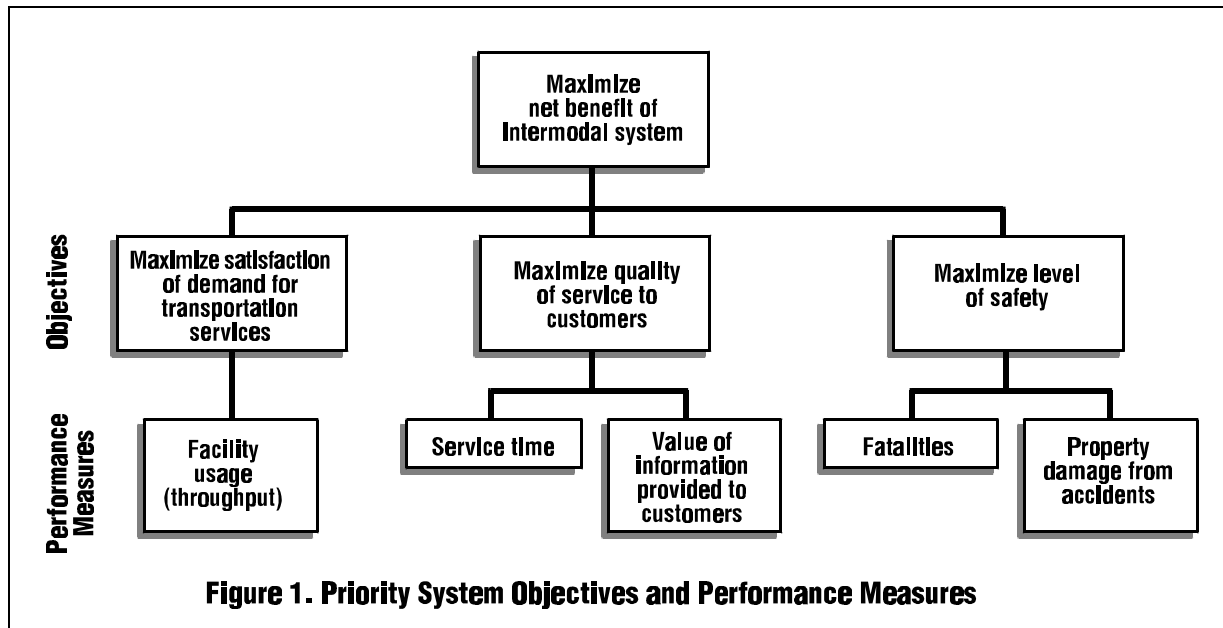 Maximize
net benefit of
Intermodal system
Objectives
Maximize satisfaction
of demand for
transportation
services
Maximize quality
of service to
customers
Maximize level
of safety
Performance
Measures
Facility
usage
(throughput)
Service time
Value of
information
provided to
customers
Fatalities
Property
damage from
accidents
Figure 1. Priority System Objectives and Performance Measures